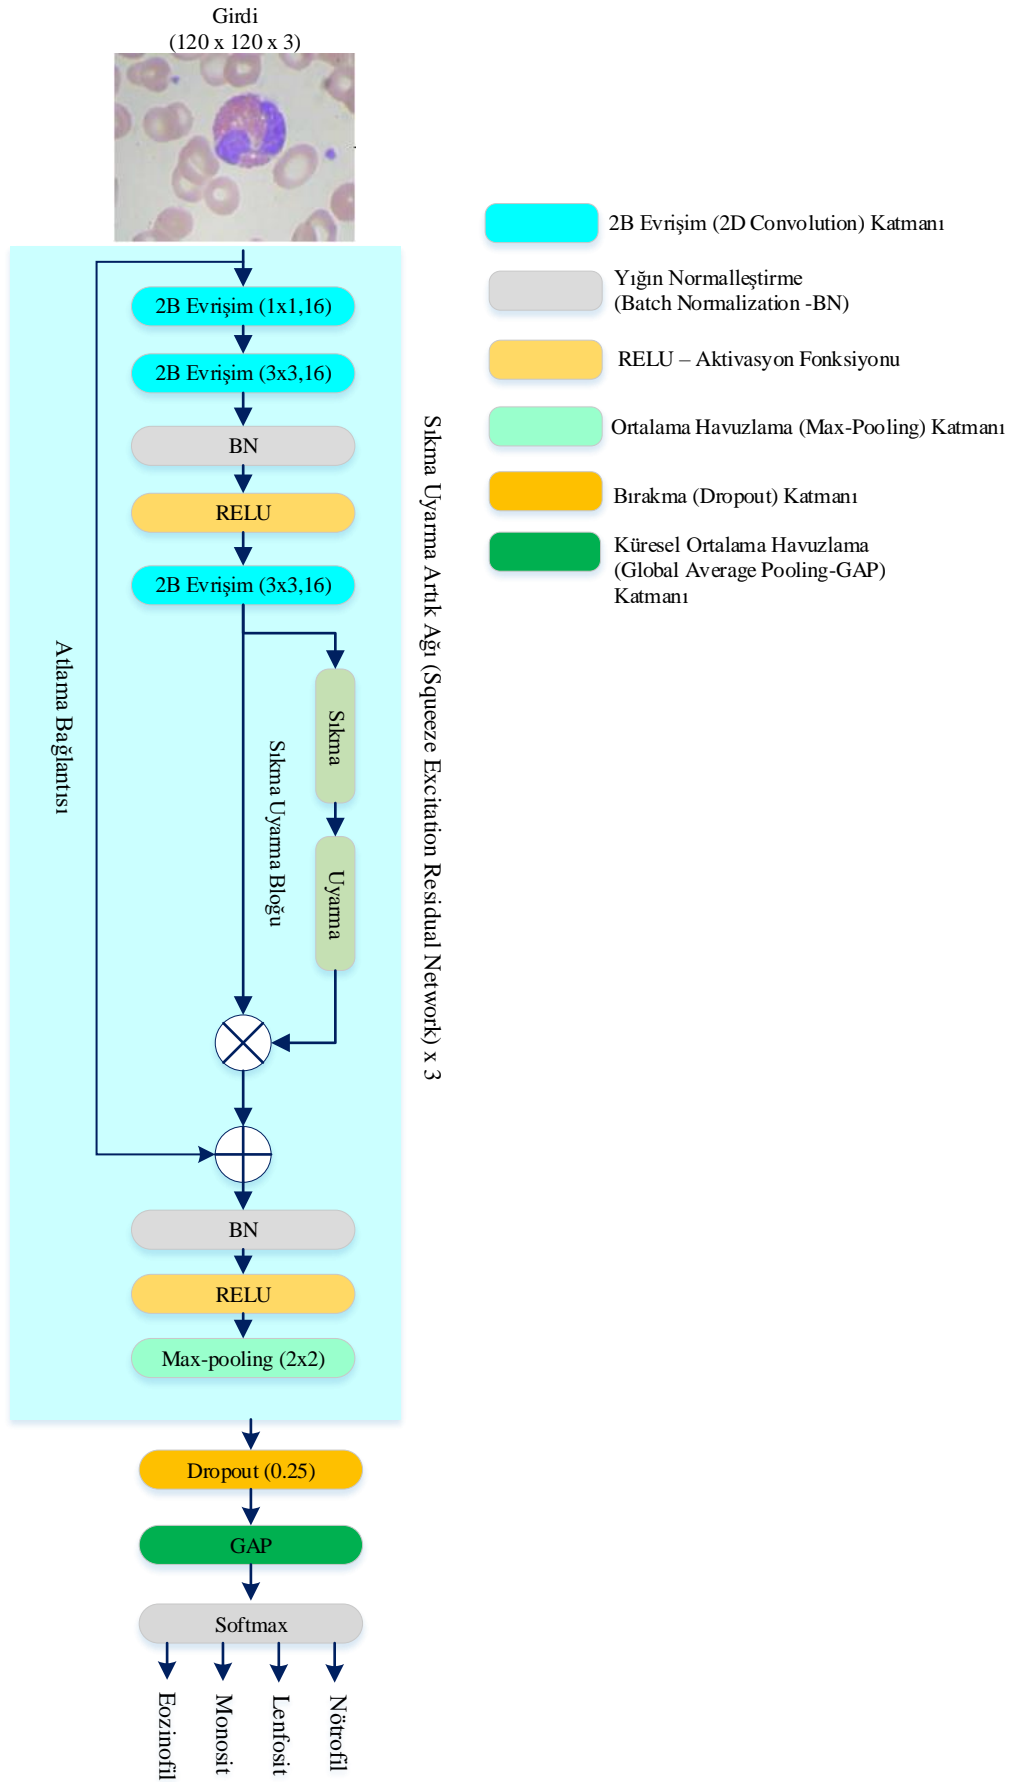 Girdi
(120 x 120 x 3)
2B Evrişim (1x1,16)
2B Evrişim (3x3,16)
BN
RELU
2B Evrişim (3x3,16)
Sıkma
Uyarma
Sıkma Uyarma Bloğu
Atlama Bağlantısı
Sıkma Uyarma Artık Ağı (Squeeze Excitation Residual Network) x 3
BN
RELU
Max-pooling (2x2)
Dropout (0.25)
GAP
Softmax
Eozinofil
Monosit
Lenfosit
Nötrofil
2B Evrişim (2D Convolution) Katmanı
Yığın Normalleştirme
(Batch Normalization -BN)
RELU – Aktivasyon Fonksiyonu
Ortalama Havuzlama (Max-Pooling) Katmanı
Bırakma (Dropout) Katmanı
Küresel Ortalama Havuzlama
(Global Average Pooling-GAP)
Katmanı